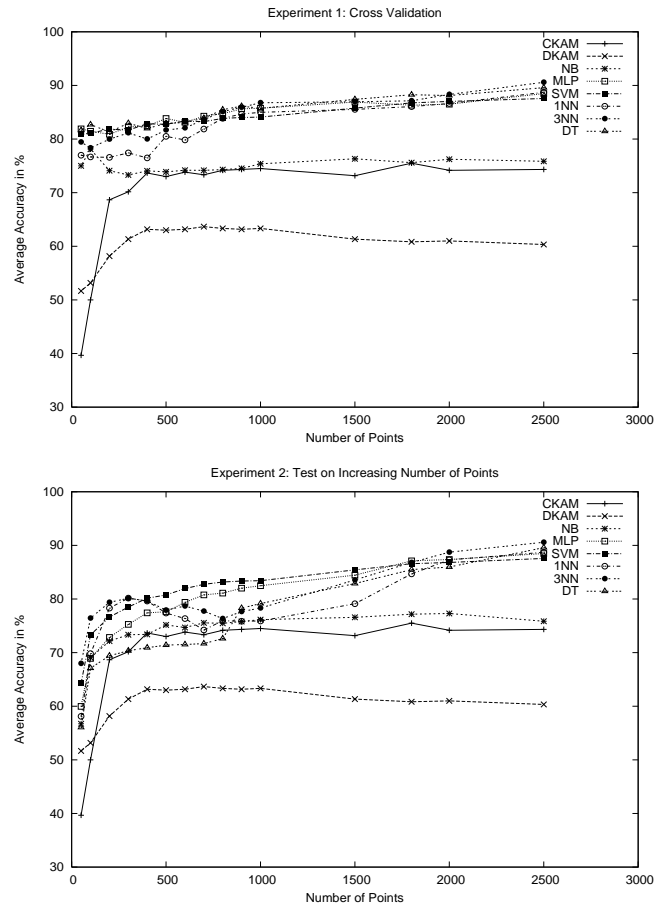 Experiment 1: Cross Validation
CKAM
DKAM
NB
MLP
SVM
1NN
3NN
DT
100
90
80
70
60
50
40
30
Average Accuracy in %
0 500 1000 1500 2000 2500 3000
Number of Points
Experiment 2: Test on Increasing Number of Points
CKAM
DKAM
NB
MLP
SVM
1NN
3NN
DT
100
90
80
70
60
50
40
30
Average Accuracy in %
0 500 1000 1500 2000 2500 3000
Number of Points